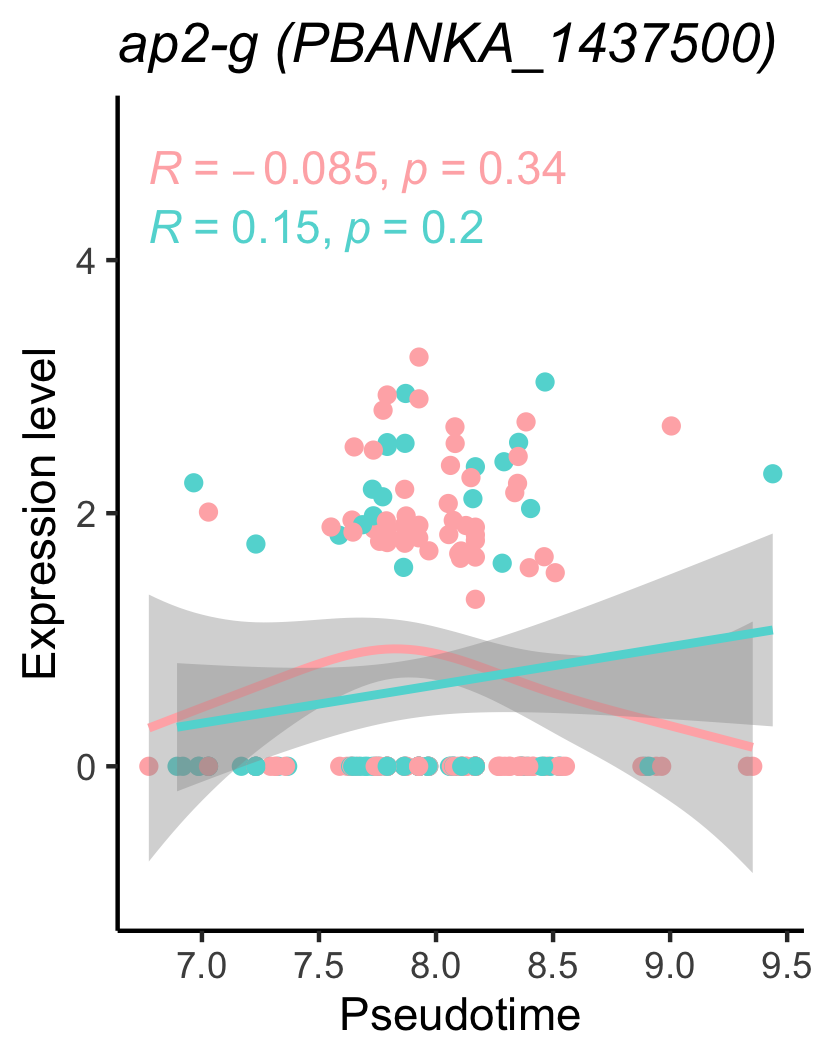 ap2-g (PBANKA_1437500)
R = −0.085, p = 0.34
R = 0.15, p = 0.2
4
2
0
Expression level
7.0 7.5 8.0 8.5 9.0 9.5
Pseudotime